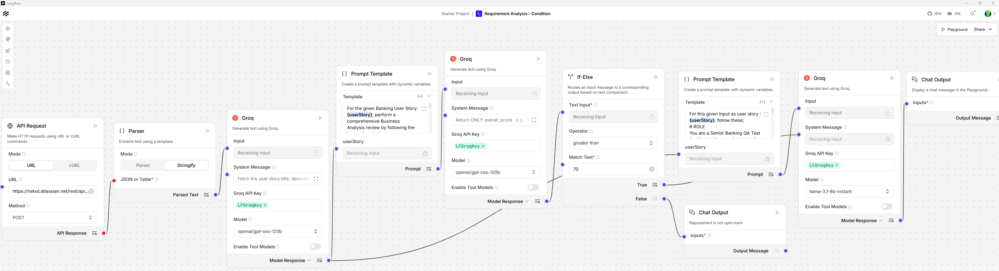 Langflow
Starter Project / Requirement Analysis - Condition
151k
25k
Playground
Share
API Request
Make HTTP requests using URL or cURL
commands.
Mode
URL
cURL
URL
https://netxd.atlassian.net/rest/api...
Method
POST
API Response
Parser
Extracts text using a template.
Mode
Parser
Stringify
JSON or Table*
Parsed Text
Groq
Generate text using Groq.
Input
Receiving input
System Message
Fetch the user story title, descriptic
Groq API Key
LFGroqKey ×
Model
openai/gpt-oss-120b
Enable Tool Models
Model Response
Prompt Template
Create a prompt template with dynamic variables.
Template
For the given Banking User Story:
{userStory}, perform a
comprehensive Business
Analysis review by following the
userStory
Receiving input
Prompt
Groq
Generate text using Groq.
Input
Receiving input
System Message
Return ONLY overall_score e.g.,70
Groq API Key
LFGroqKey ×
Model
openai/gpt-oss-120b
Enable Tool Models
Model Response
If-Else
Routes an input message to a corresponding
output based on text comparison.
Text Input*
Receiving input
Operator
greater than
Match Text*
70
True
False
Prompt Template
Create a prompt template with dynamic variables.
Template
For this given Input as user story :
{userStory}, follow these;
# ROLE
You are a Senior Banking QA Test
userStory
Receiving input
Prompt
Chat Output
Requirement is not upto mark
Inputs*
Output Message
Groq
Generate text using Groq.
Input
Receiving input
System Message
Receiving input
Groq API Key
LFGroqKey ×
Model
llama-3.1-8b-instant
Enable Tool Models
Model Response
Chat Output
Display a chat message in the Playground.
Inputs*
Output Message